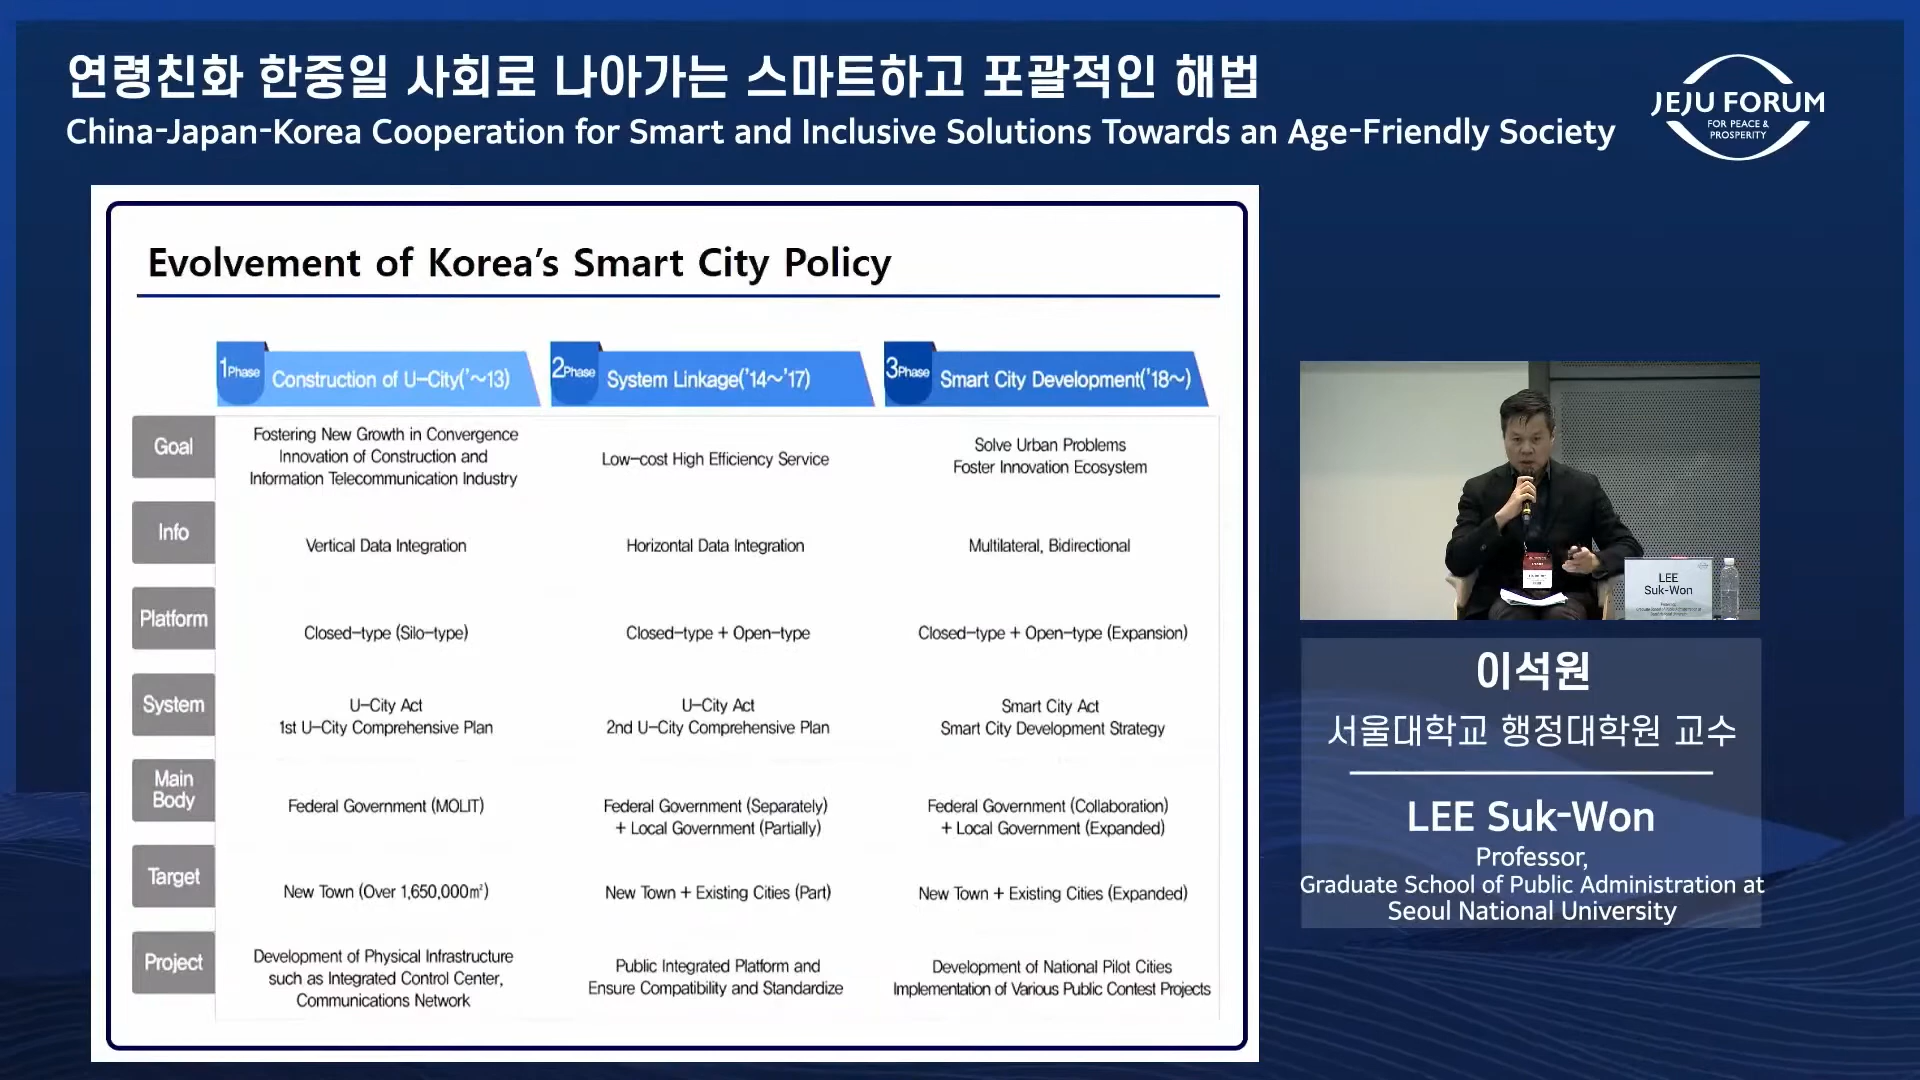 연령친화 한중일 사회로 나아가는 스마트하고 포괄적인 해법
China-Japan-Korea Cooperation for Smart and Inclusive Solutions Towards an Age-Friendly Society
JEJU FORUM
FOR PEACE &
PROSPERITY
Evolvement of Korea's Smart City Policy
1Phase Construction of U-City('~13)
2Phase System Linkage('14~'17)
3Phase Smart City Development('18~)
Goal
Fostering New Growth in Convergence
Innovation of Construction and
Information Telecommunication Industry
Low-cost High Efficiency Service
Solve Urban Problems
Foster Innovation Ecosystem
Info
Vertical Data Integration
Horizontal Data Integration
Multilateral, Bidirectional
Platform
Closed-type (Silo-type)
Closed-type + Open-type
Closed-type + Open-type (Expansion)
System
U-City Act
1st U-City Comprehensive Plan
U-City Act
2nd U-City Comprehensive Plan
Smart City Act
Smart City Development Strategy
Main
Body
Federal Government (MOLIT)
Federal Government (Separately)
+ Local Government (Partially)
Federal Government (Collaboration)
+ Local Government (Expanded)
Target
New Town (Over 1,650,000㎡)
New Town + Existing Cities (Part)
New Town + Existing Cities (Expanded)
Project
Development of Physical Infrastructure
such as Integrated Control Center,
Communications Network
Public Integrated Platform and
Ensure Compatibility and Standardize
Development of National Pilot Cities
Implementation of Various Public Contest Projects
LEE
Suk-Won
이석원
서울대학교 행정대학원 교수
LEE Suk-Won
Professor,
Graduate School of Public Administration at
Seoul National University